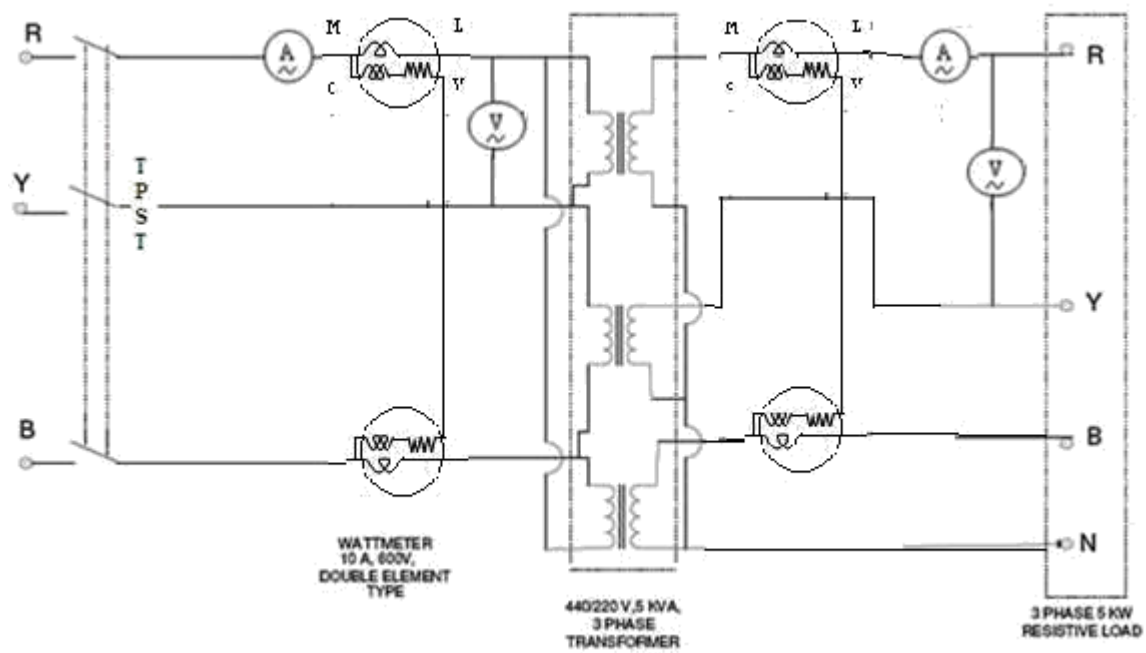 M L M L
R A A R
C V C V
V V
T
P
S
T
Y
Y
B B
N
WATTMETER
10 A, 600V,
DOUBLE ELEMENT
TYPE
440/220 V,5 KVA,
3 PHASE
TRANSFORMER
3 PHASE 5 KW
RESISTIVE LOAD